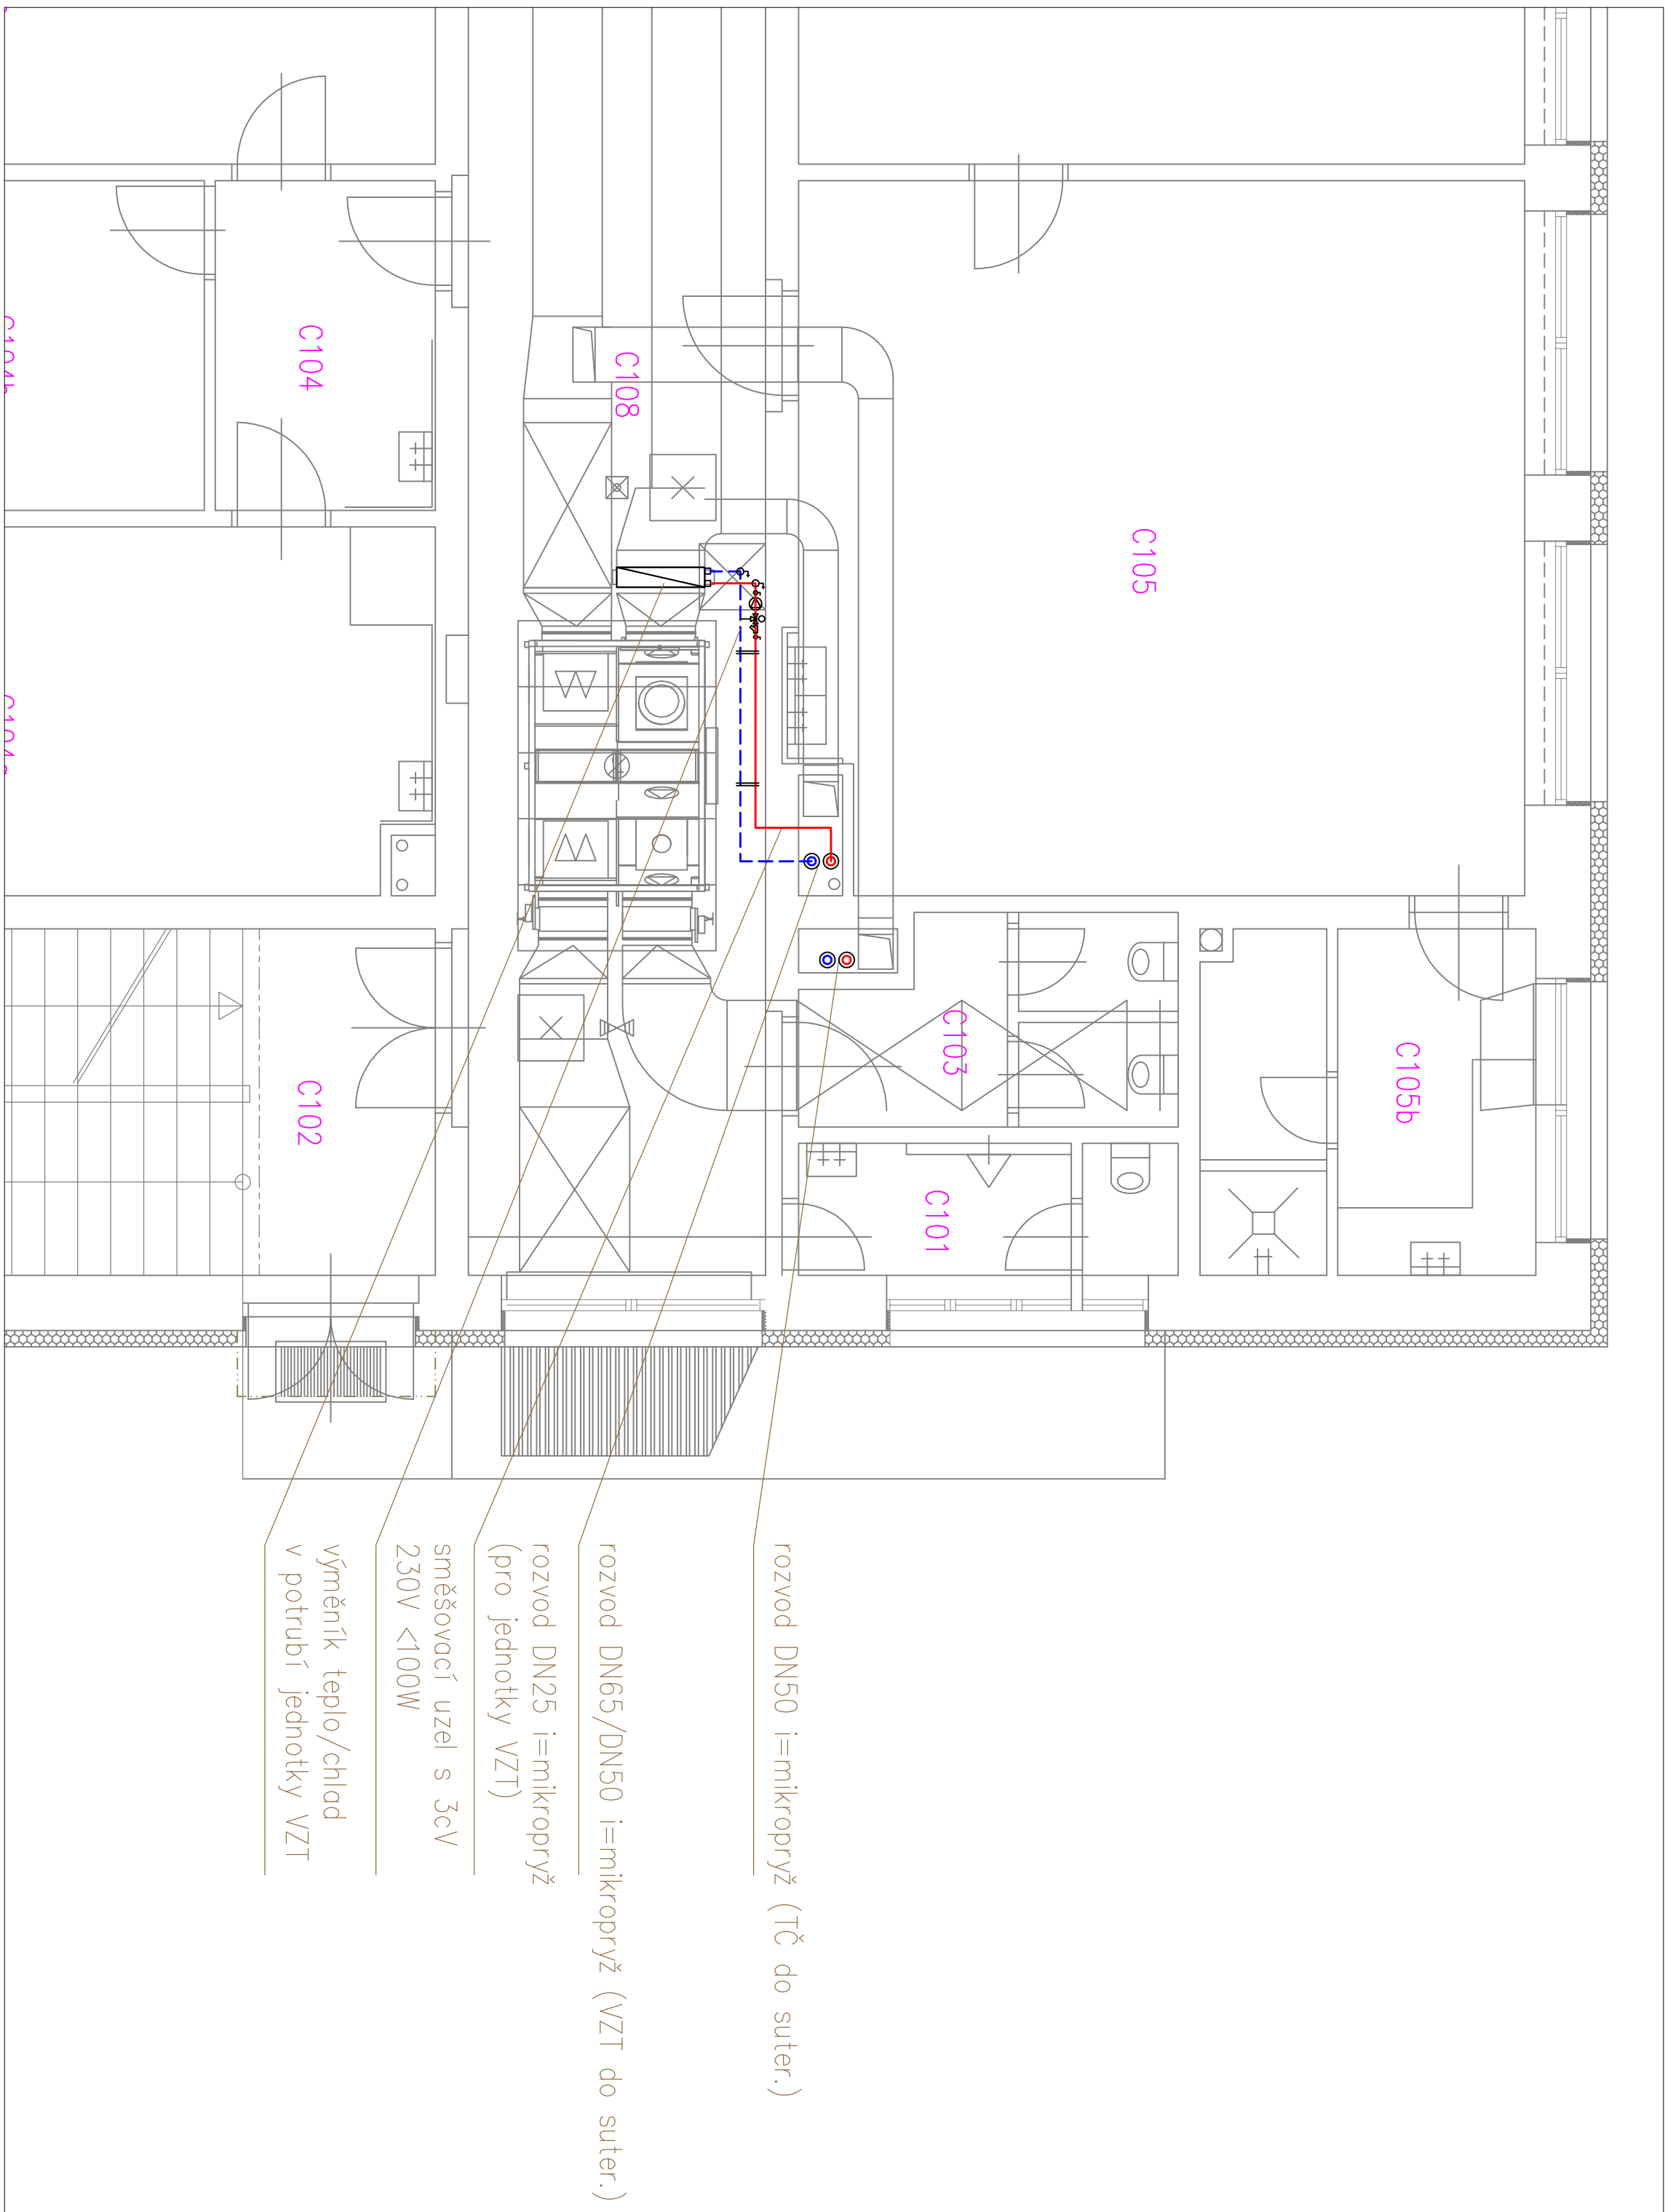 C105
C105b
C103
C101
C108
C104
C102
rozvod DN50 i=mikropryž (TČ do suter.)
rozvod DN65/DN50 i=mikropryž (VZT do suter.)
rozvod DN25 i=mikropryž
(pro jednotky VZT)
směšovací uzel s 3cV
230V <100W
výměník teplo/chlad
v potrubí jednotky VZT